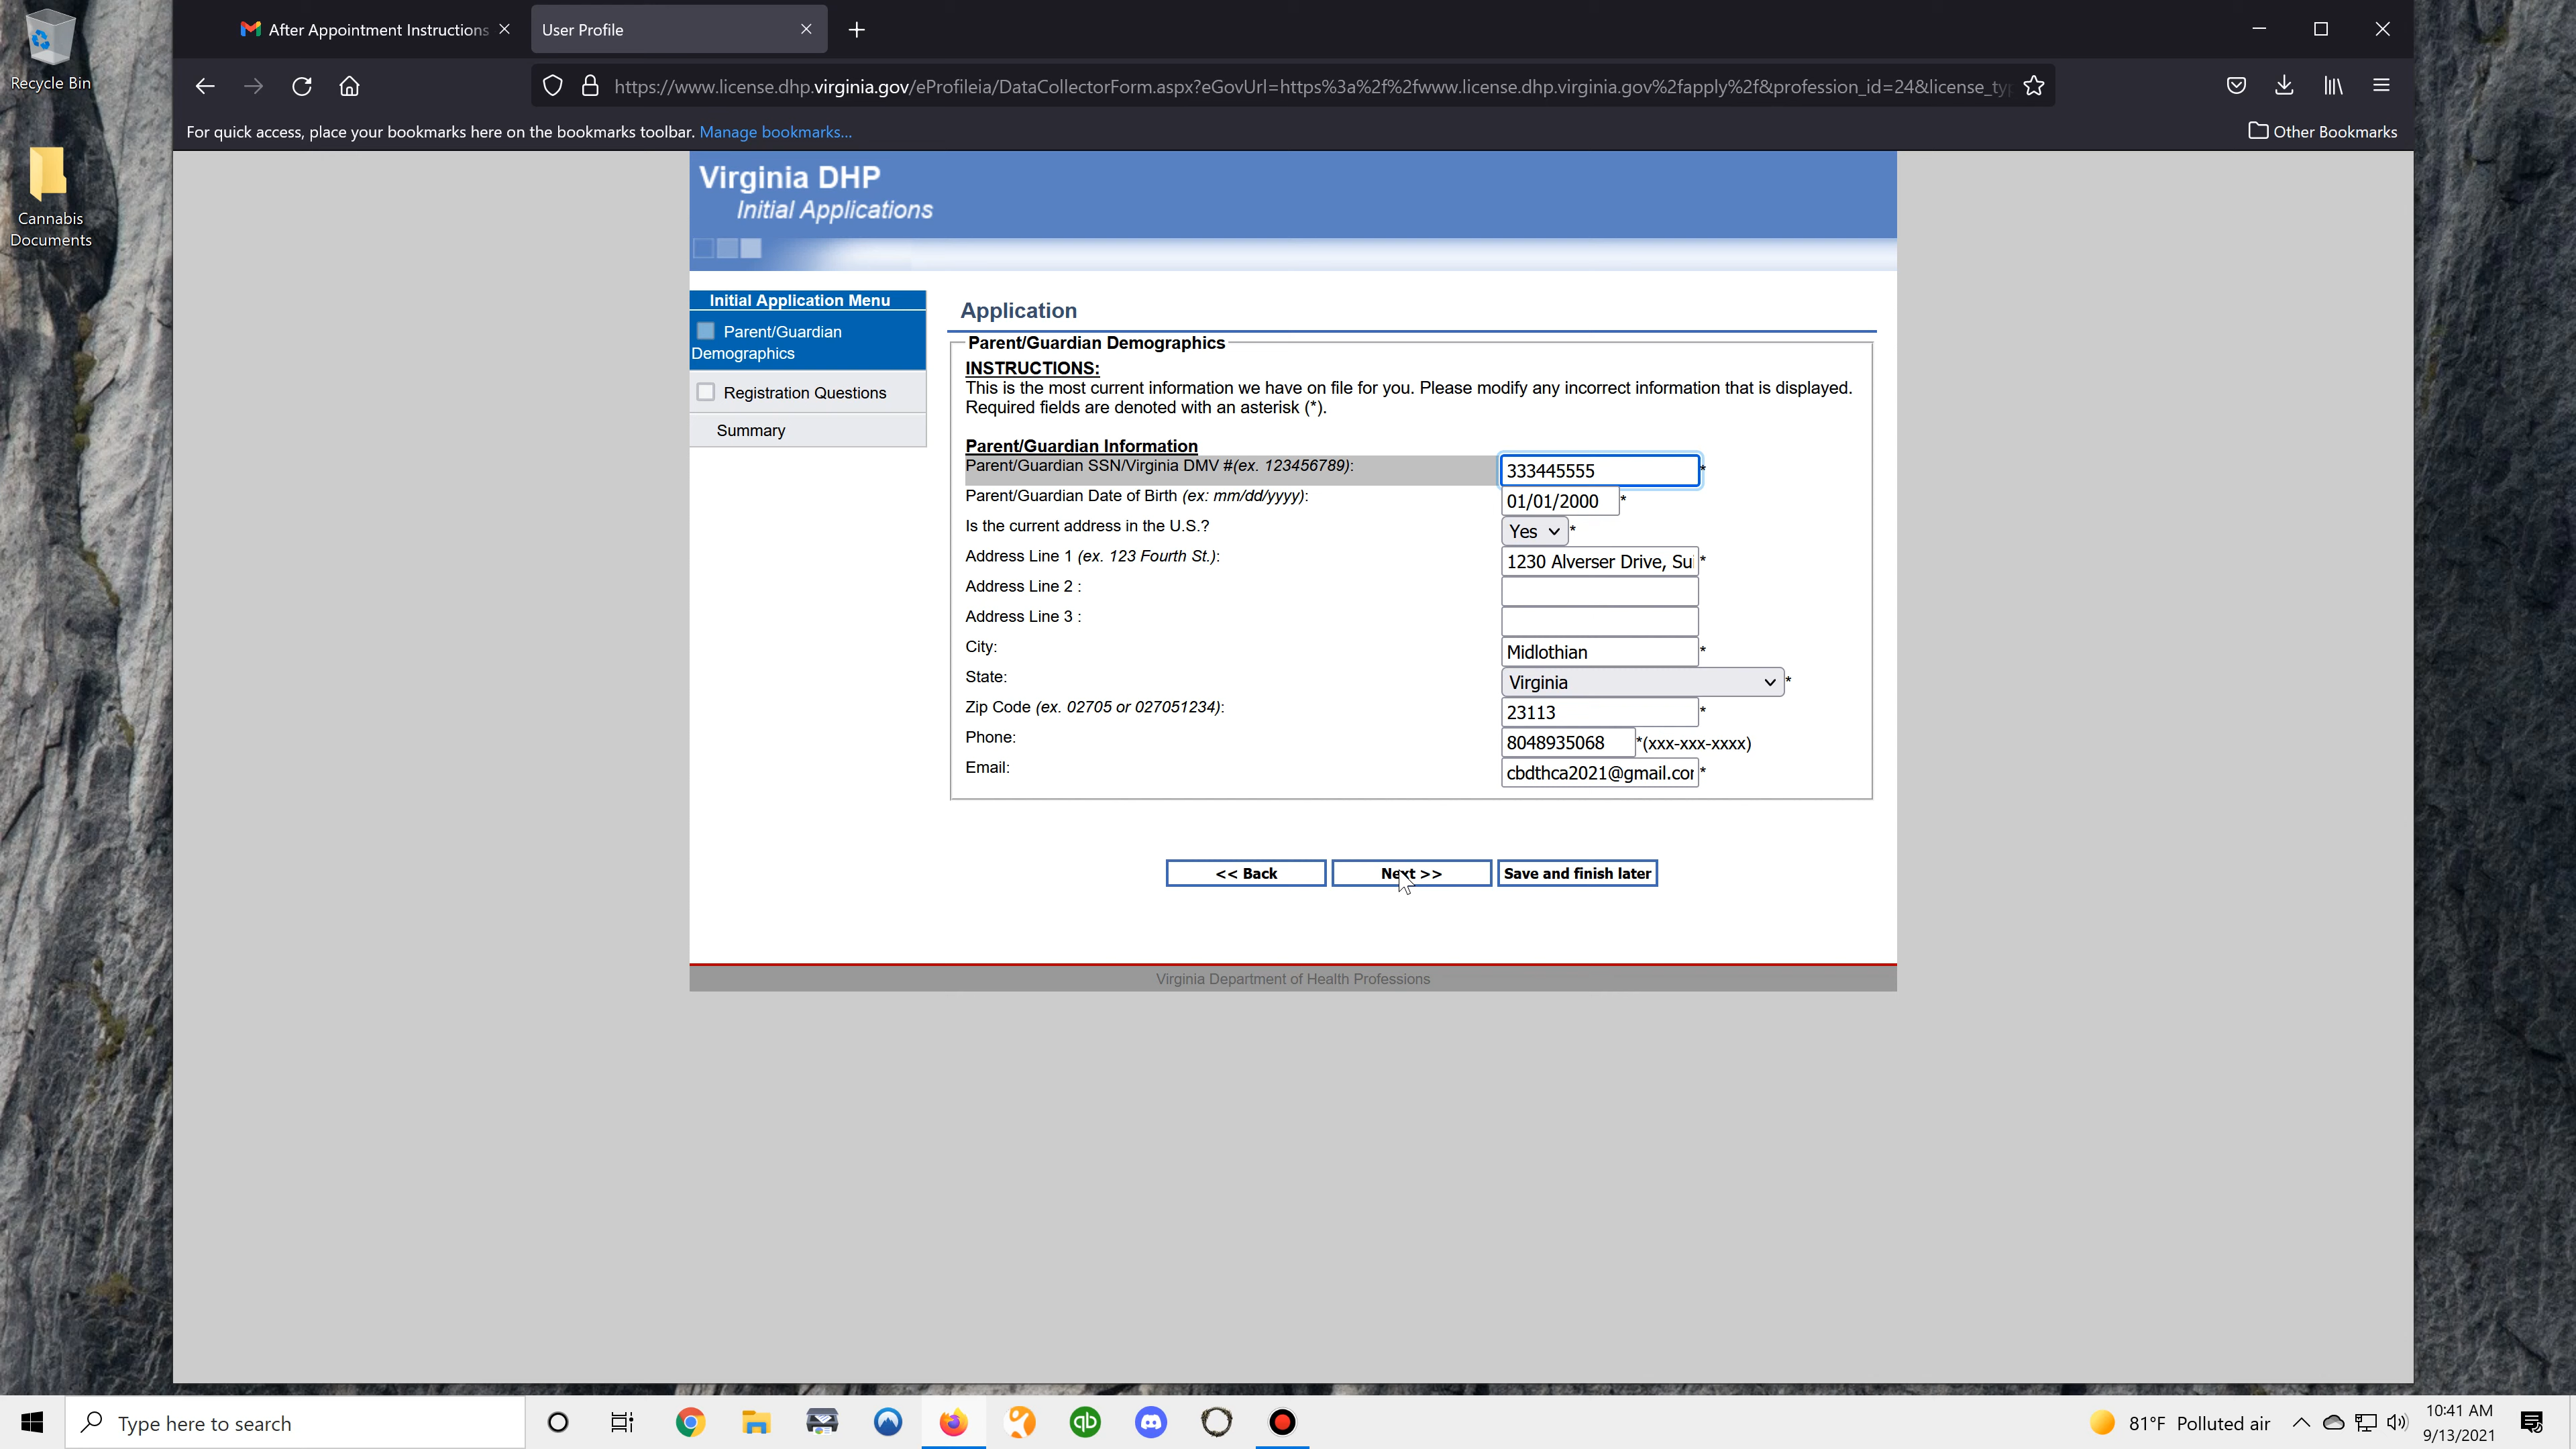 Recycle Bin
Cannabis
Documents
After Appointment Instructions
User Profile
https://www.license.dhp.virginia.gov/eProfileia/DataCollectorForm.aspx?eGovUrl=https%3a%2f%2fwww.license.dhp.virginia.gov%2fapply%2f&profession_id=24&license_ty
For quick access, place your bookmarks here on the bookmarks toolbar. Manage bookmarks...
Other Bookmarks
Virginia DHP
Initial Applications
Initial Application Menu
Parent/Guardian
Demographics
Registration Questions
Summary
Application
Parent/Guardian Demographics
INSTRUCTIONS:
This is the most current information we have on file for you. Please modify any incorrect information that is displayed.
Required fields are denoted with an asterisk (*).
Parent/Guardian Information
Parent/Guardian SSN/Virginia DMV #(ex. 123456789): 333445555 *
Parent/Guardian Date of Birth (ex: mm/dd/yyyy): 01/01/2000 *
Is the current address in the U.S.? Yes *
Address Line 1 (ex. 123 Fourth St.): 1230 Alverser Drive, Sui *
Address Line 2 :
Address Line 3 :
City: Midlothian *
State: Virginia *
Zip Code (ex. 02705 or 027051234): 23113 *
Phone: 8048935068 *(xxx-xxx-xxxx)
Email: cbdthca2021@gmail.com *
<< Back
Next >>
Save and finish later
Virginia Department of Health Professions
Type here to search
qb
81°F Polluted air
10:41 AM
9/13/2021